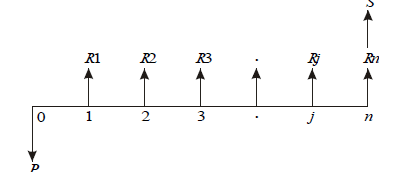 S
R1 R2 R3 . Rj Rn
0 1 2 3 . j n
P